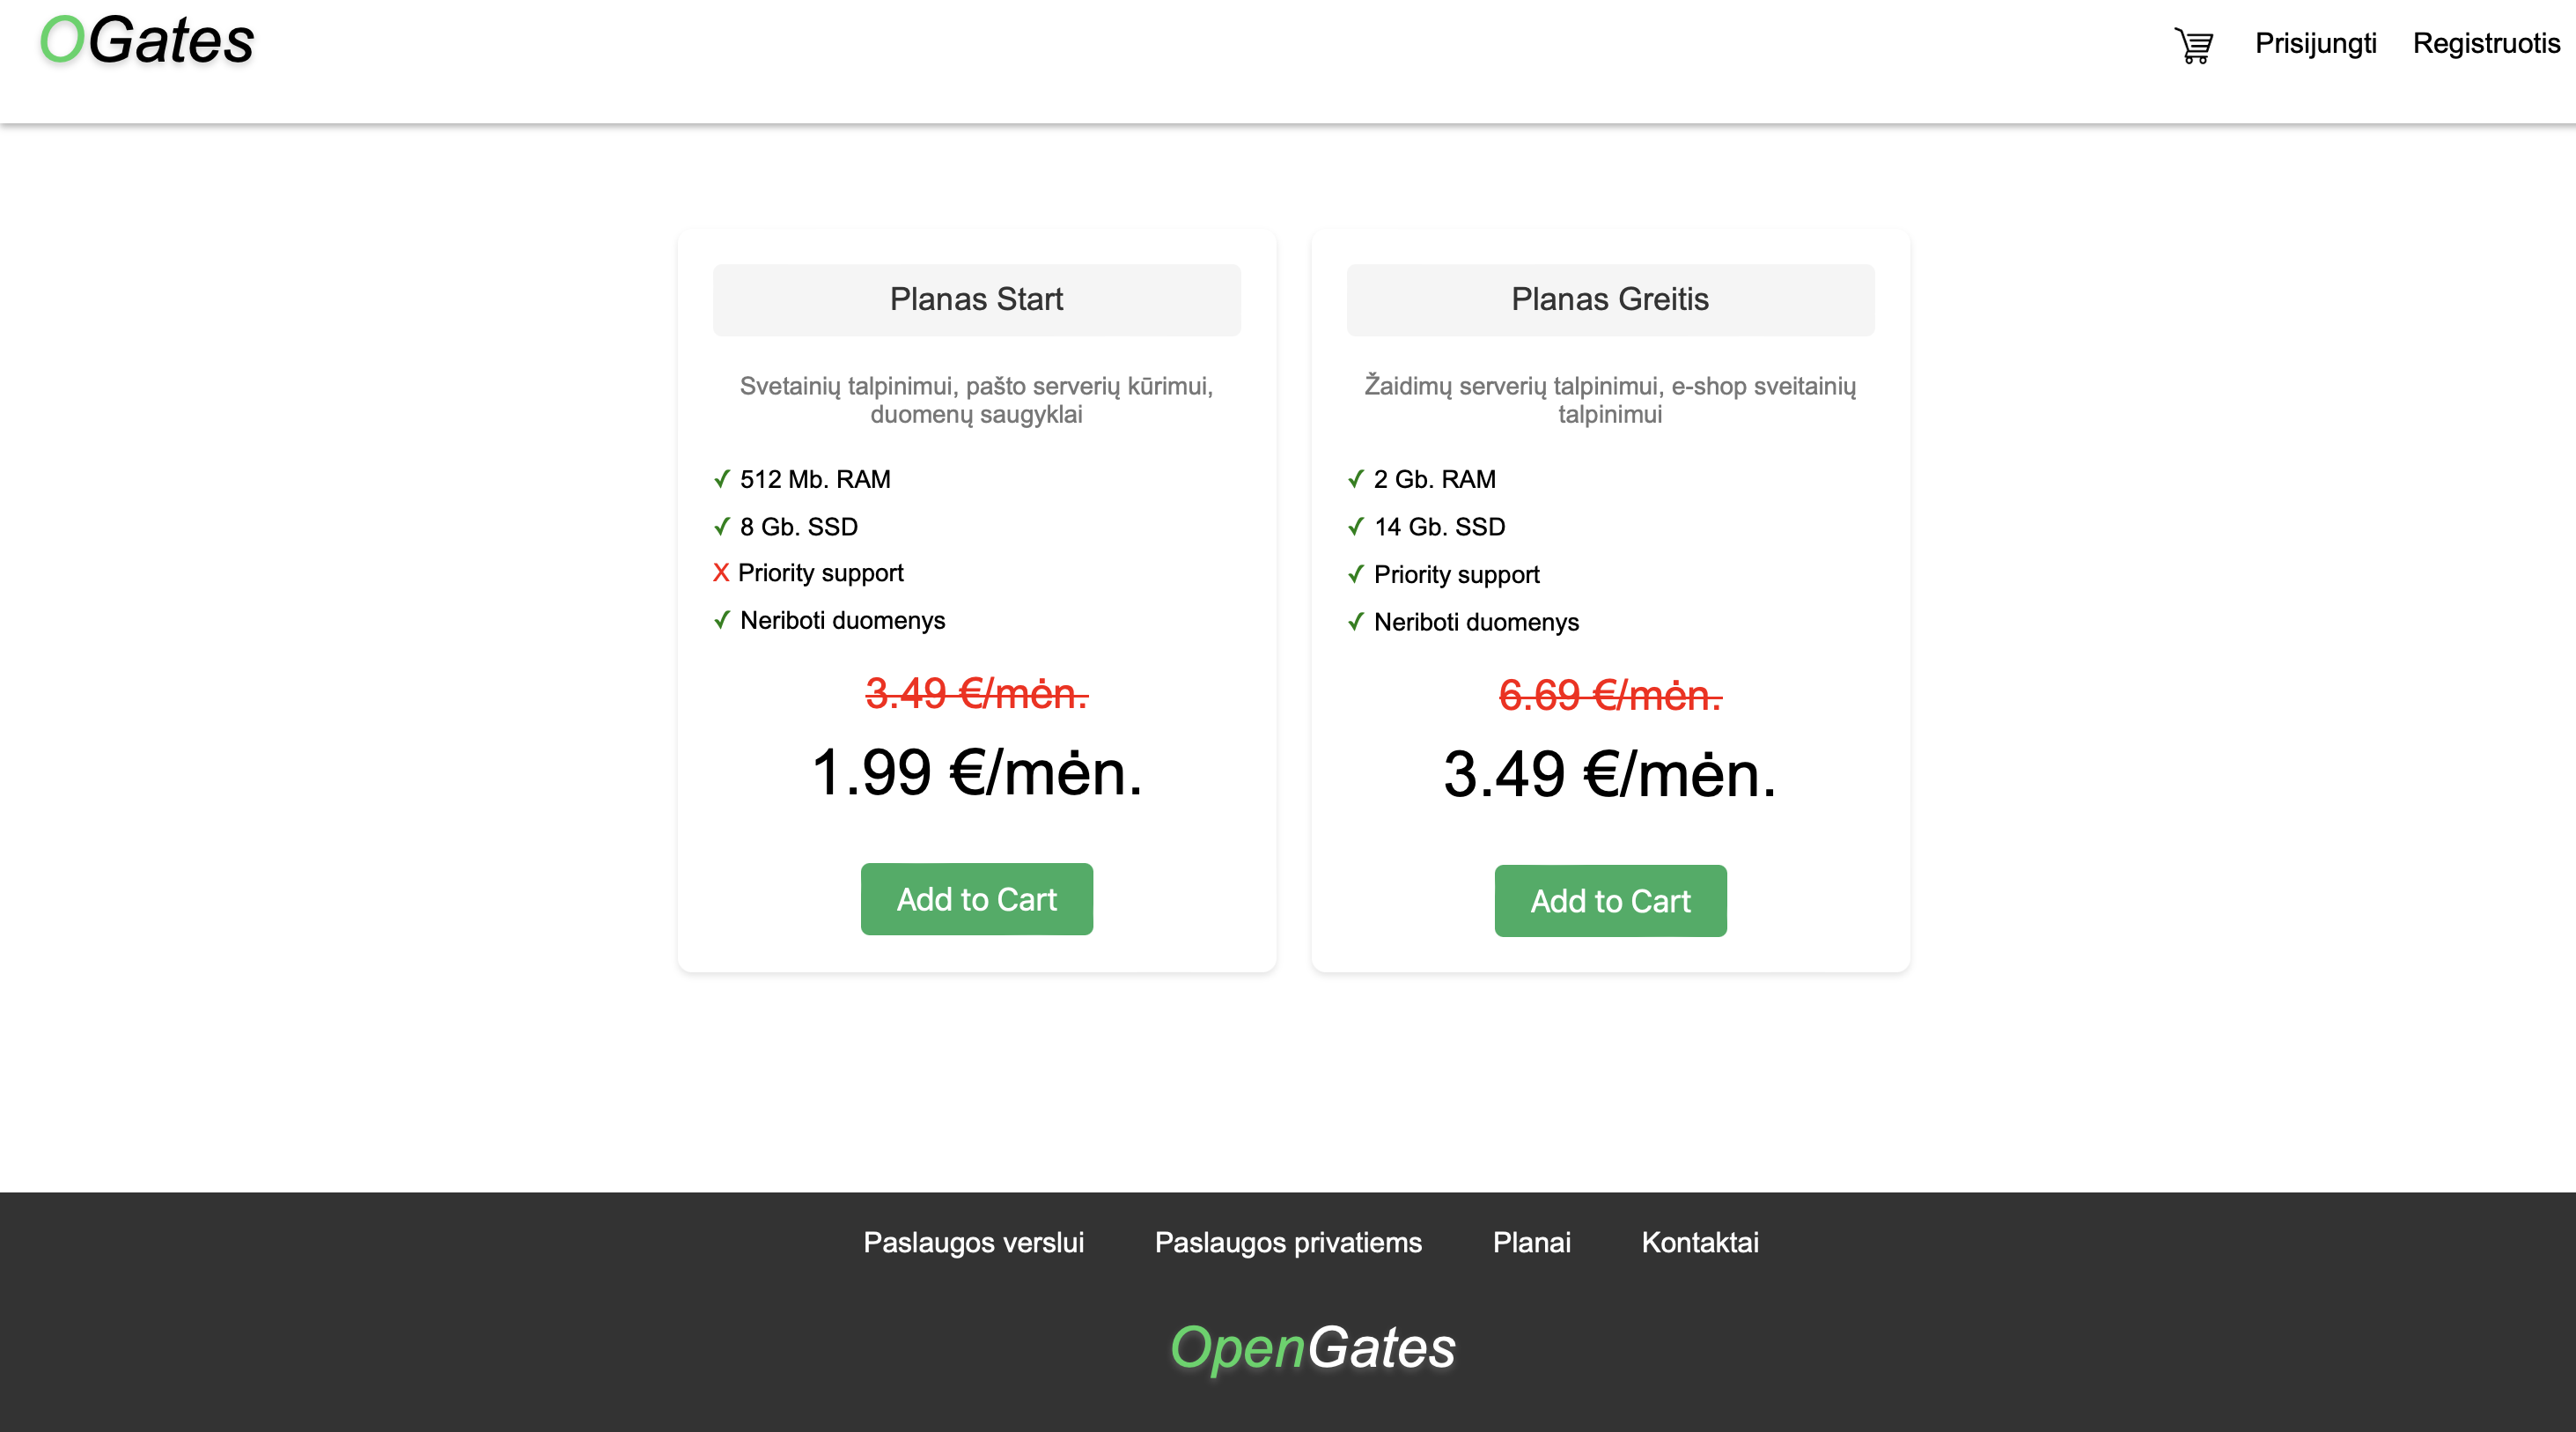 OGates
Prisijungti
Registruotis
Planas Start
Svetainių talpinimui, pašto serverių kūrimui,
duomenų saugyklai
✓ 512 Mb. RAM
✓ 8 Gb. SSD
X Priority support
✓ Neriboti duomenys
3.49 €/mėn.
1.99 €/mėn.
Add to Cart
Planas Greitis
Žaidimų serverių talpinimui, e-shop sveitainių
talpinimui
✓ 2 Gb. RAM
✓ 14 Gb. SSD
✓ Priority support
✓ Neriboti duomenys
6.69 €/mėn.
3.49 €/mėn.
Add to Cart
Paslaugos verslui
Paslaugos privatiems
Planai
Kontaktai
OpenGates